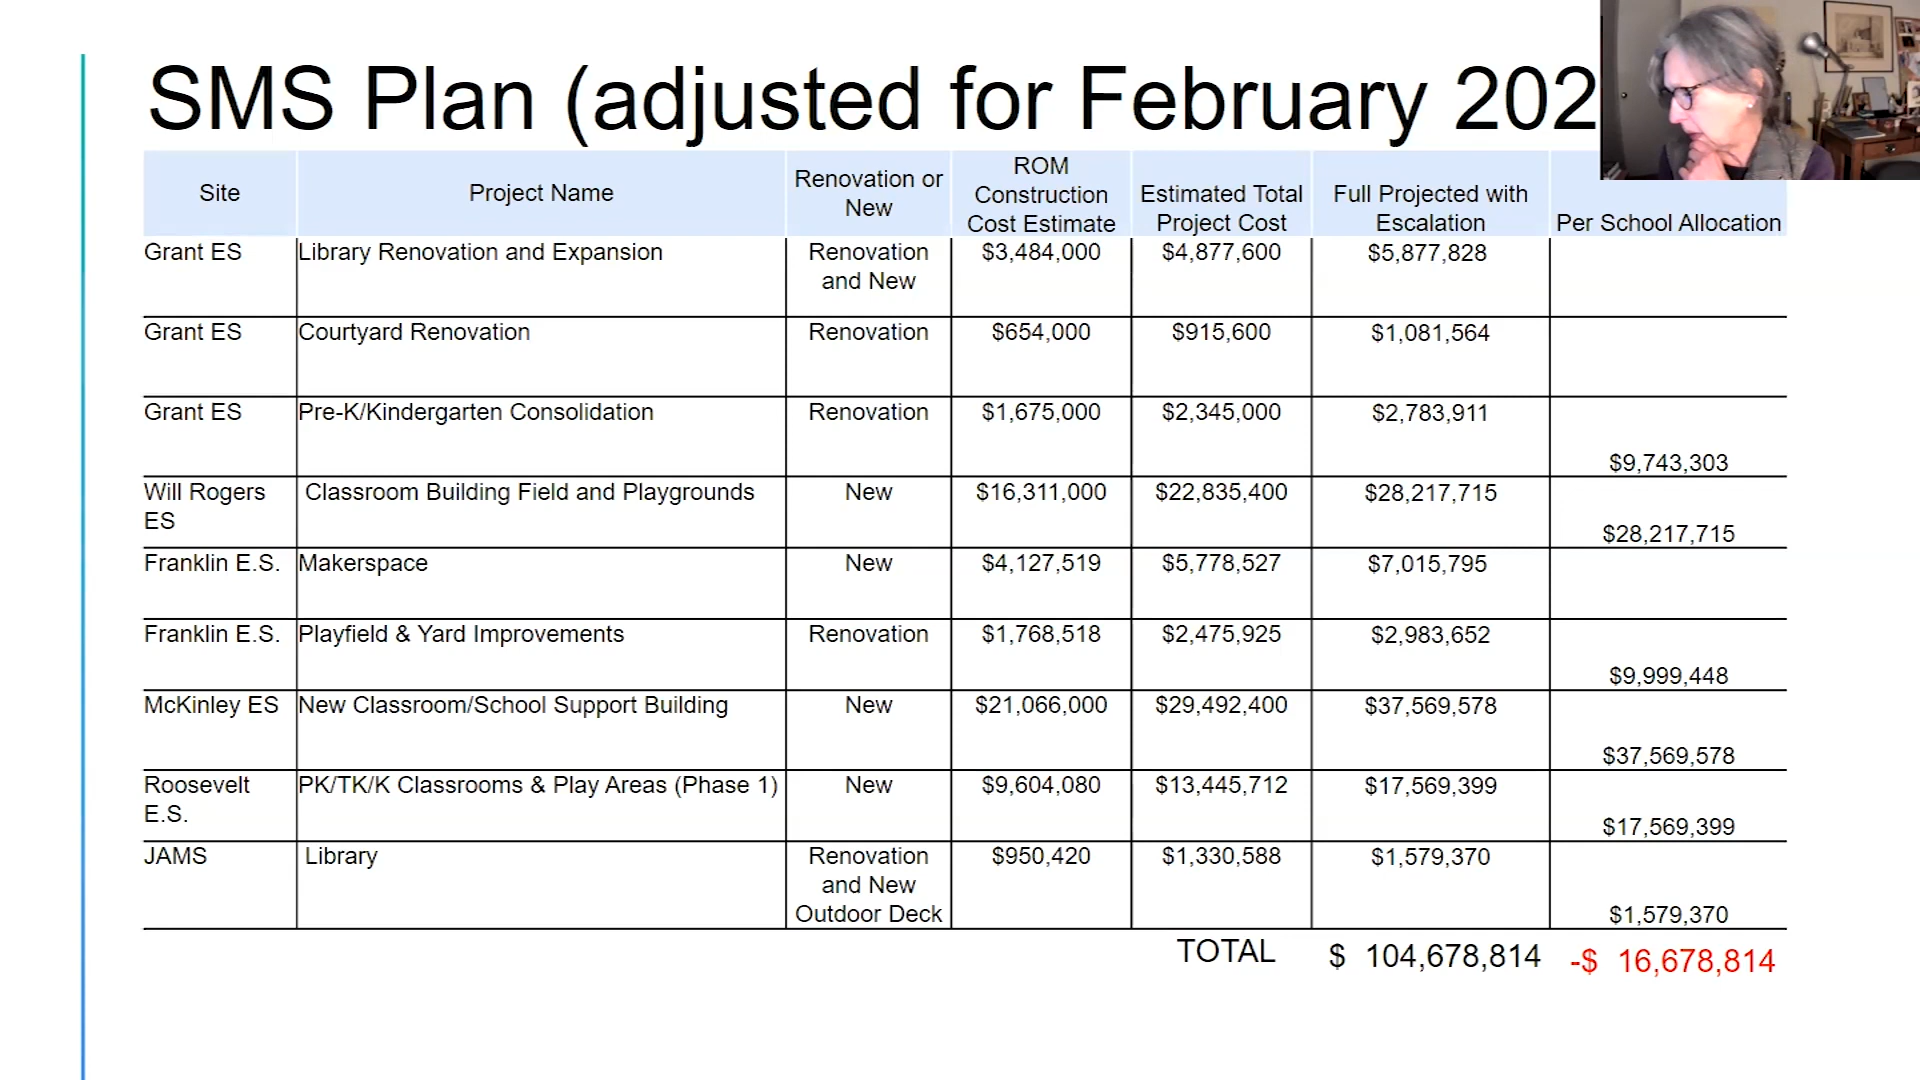 SMS Plan (adjusted for February 202
Site
Project Name
Renovation or
New
ROM
Construction
Cost Estimate
Estimated Total
Project Cost
Full Projected with
Escalation
Per School Allocation
Grant ES
Library Renovation and Expansion
Renovation
and New
$3,484,000
$4,877,600
$5,877,828
Grant ES
Courtyard Renovation
Renovation
$654,000
$915,600
$1,081,564
Grant ES
Pre-K/Kindergarten Consolidation
Renovation
$1,675,000
$2,345,000
$2,783,911
$9,743,303
Will Rogers
ES
Classroom Building Field and Playgrounds
New
$16,311,000
$22,835,400
$28,217,715
$28,217,715
Franklin E.S.
Makerspace
New
$4,127,519
$5,778,527
$7,015,795
Franklin E.S.
Playfield & Yard Improvements
Renovation
$1,768,518
$2,475,925
$2,983,652
$9,999,448
McKinley ES
New Classroom/School Support Building
New
$21,066,000
$29,492,400
$37,569,578
$37,569,578
Roosevelt
E.S.
PK/TK/K Classrooms & Play Areas (Phase 1)
New
$9,604,080
$13,445,712
$17,569,399
$17,569,399
JAMS
Library
Renovation
and New
Outdoor Deck
$950,420
$1,330,588
$1,579,370
$1,579,370
TOTAL
$ 104,678,814
-$ 16,678,814